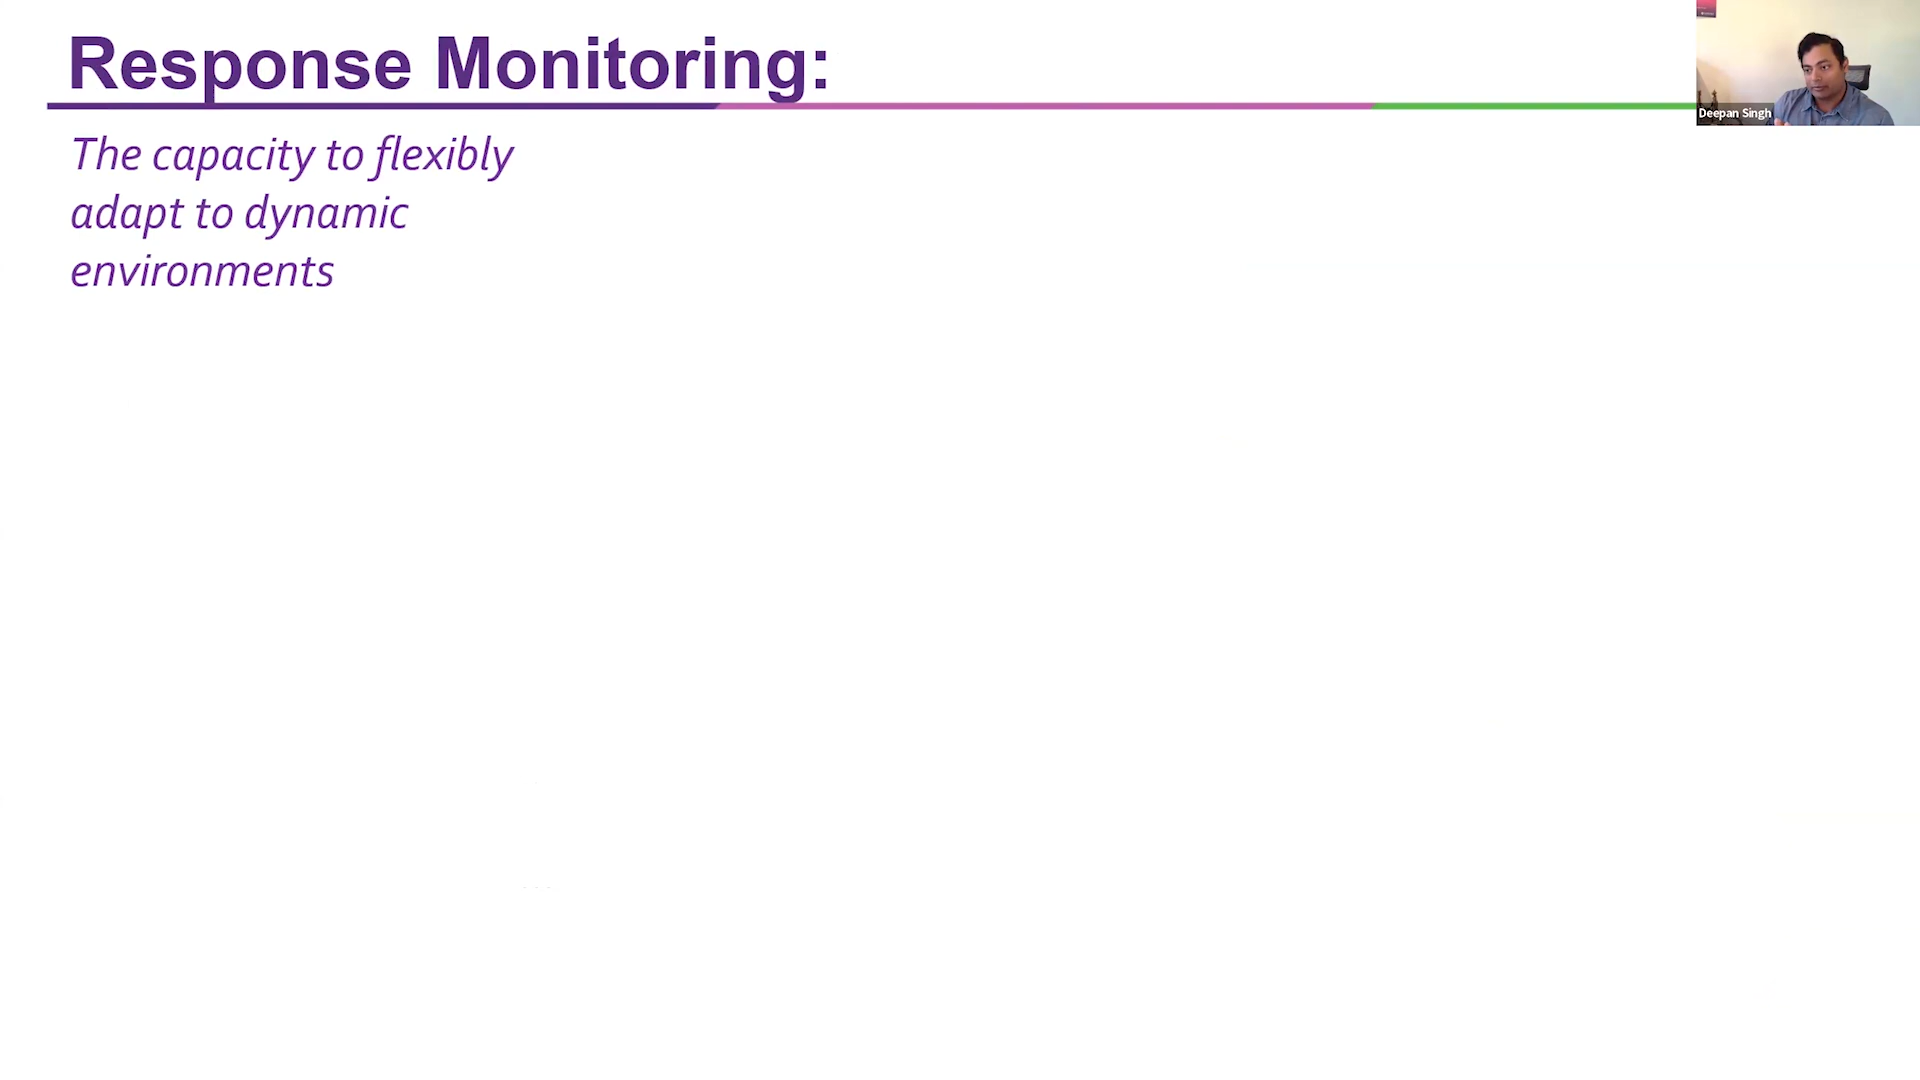 Response Monitoring:
Deepan Singh
The capacity to flexibly
adapt to dynamic
environments